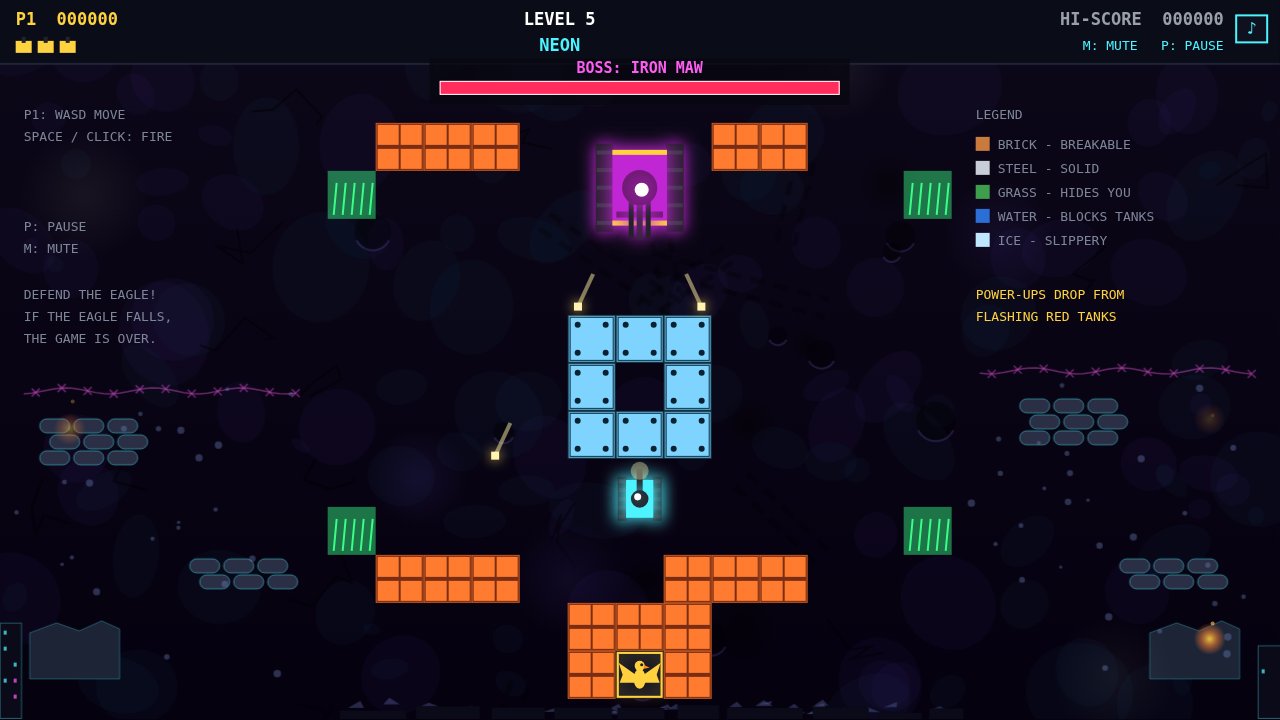 P1  000000
LEVEL 5
NEON
HI-SCORE  000000
♪
M: MUTE   P: PAUSE
BOSS: IRON MAW
P1: WASD MOVE
SPACE / CLICK: FIRE
P: PAUSE
M: MUTE
DEFEND THE EAGLE!
IF THE EAGLE FALLS,
THE GAME IS OVER.
LEGEND
BRICK - BREAKABLE
STEEL - SOLID
GRASS - HIDES YOU
WATER - BLOCKS TANKS
ICE - SLIPPERY
POWER-UPS DROP FROM
FLASHING RED TANKS